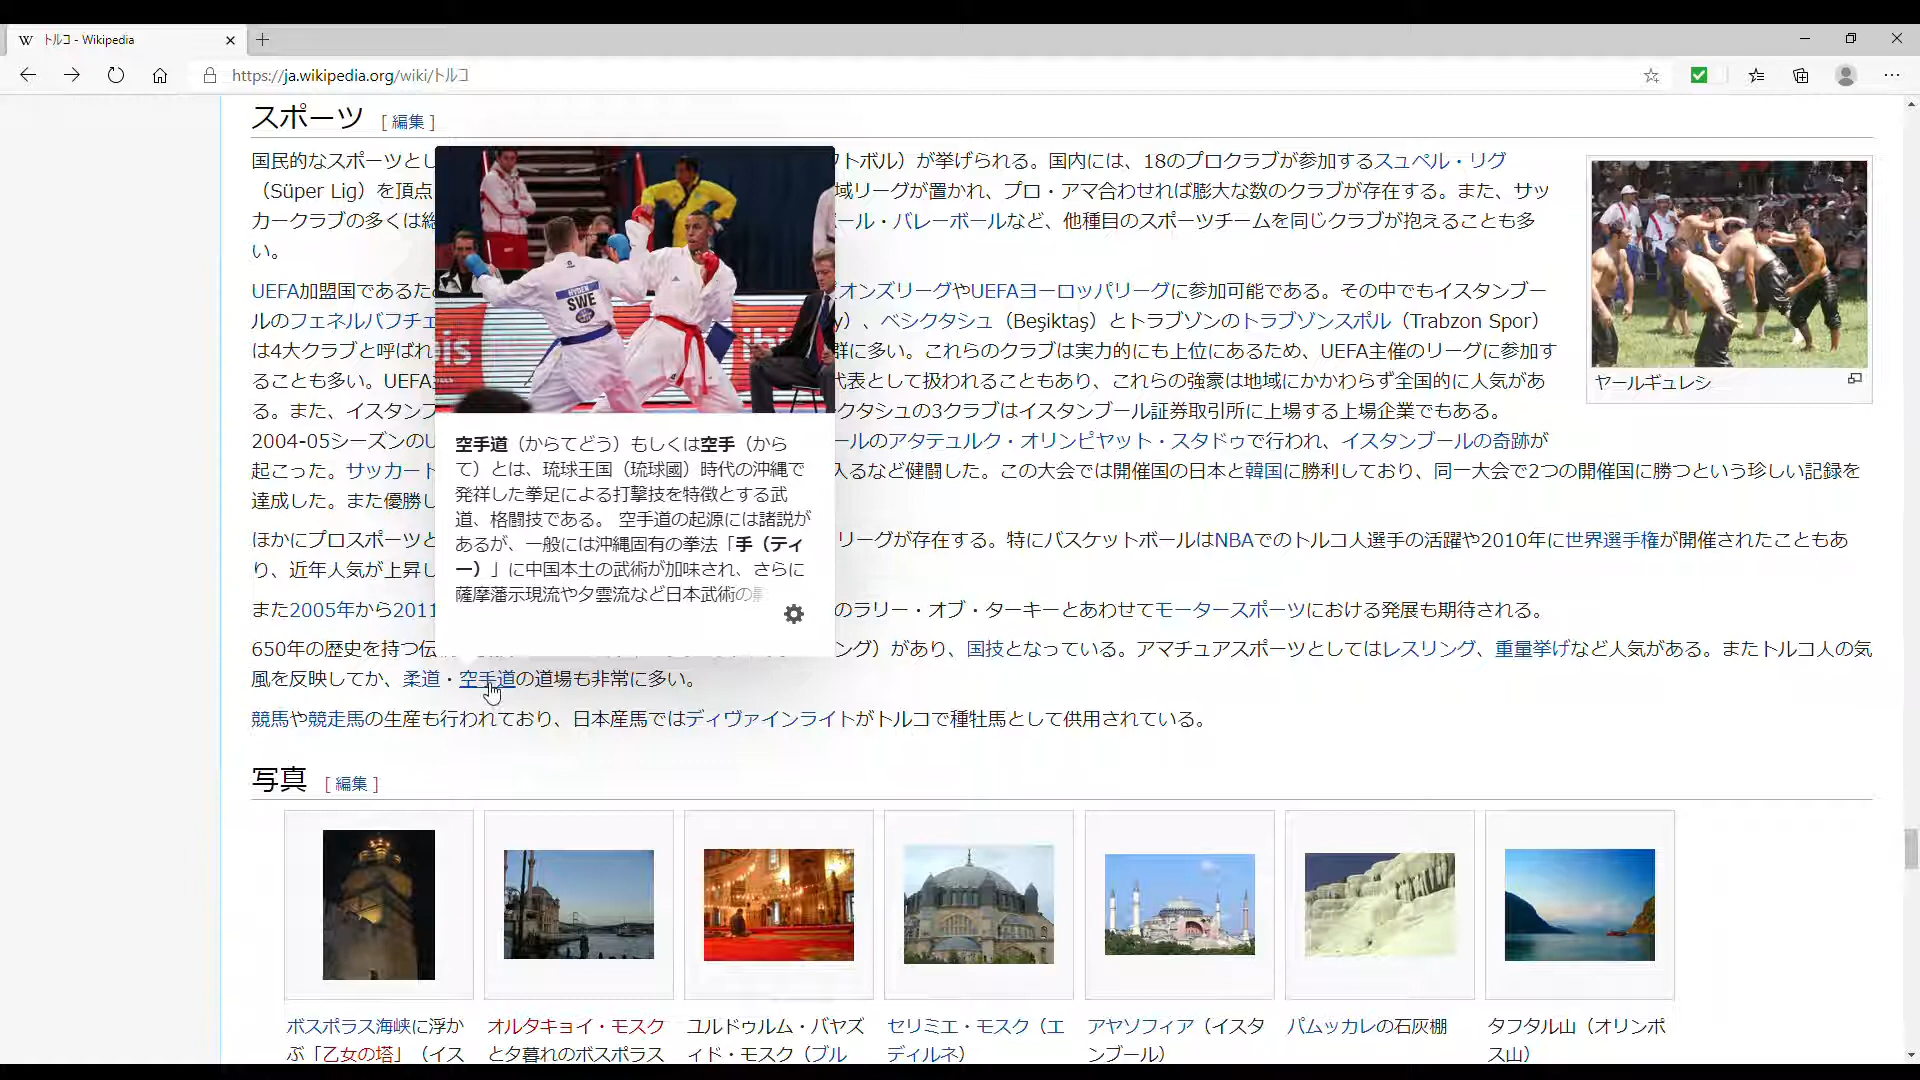 トルコ - Wikipedia
https://ja.wikipedia.org/wiki/トルコ
スポーツ [ 編集 ]
国民的なスポーツとし
トボル）が挙げられる。国内には、18のプロクラブが参加するスュペル・リグ
（Süper Lig）を頂点
域リーグが置かれ、プロ・アマ合わせれば膨大な数のクラブが存在する。また、サッ
カークラブの多くは総
ール・バレーボールなど、他種目のスポーツチームを同じクラブが抱えることも多
い。
UEFA加盟国であるため
オンズリーグやUEFAヨーロッパリーグに参加可能である。その中でもイスタンブー
ルのフェネルバフチェ
y）、ベシクタシュ（Beşiktaş）とトラブゾンのトラブゾンスポル（Trabzon Spor）
は4大クラブと呼ばれ
群に多い。これらのクラブは実力的にも上位にあるため、UEFA主催のリーグに参加す
ることも多い。UEFA
代表として扱われることもあり、これらの強豪は地域にかかわらず全国的に人気があ
る。また、イスタンブ
クタシュの3クラブはイスタンブール証券取引所に上場する上場企業でもある。
2004-05シーズンのU
ールのアタテュルク・オリンピヤット・スタドゥで行われ、イスタンブールの奇跡が
起こった。サッカート
入るなど健闘した。この大会では開催国の日本と韓国に勝利しており、同一大会で2つの開催国に勝つという珍しい記録を
達成した。また優勝し
ほかにプロスポーツと
リーグが存在する。特にバスケットボールはNBAでのトルコ人選手の活躍や2010年に世界選手権が開催されたこともあ
り、近年人気が上昇し
また2005年から2011
のラリー・オブ・ターキーとあわせてモータースポーツにおける発展も期待される。
650年の歴史を持つ伝
ング）があり、国技となっている。アマチュアスポーツとしてはレスリング、重量挙げなど人気がある。またトルコ人の気
風を反映してか、柔道・空手道の道場も非常に多い。
競馬や競走馬の生産も行われており、日本産馬ではディヴァインライトがトルコで種牡馬として供用されている。
HYDEN
SWE
空手道（からてどう）もしくは空手（から
て）とは、琉球王国（琉球國）時代の沖縄で
発祥した拳足による打撃技を特徴とする武
道、格闘技である。 空手道の起源には諸説が
あるが、一般には沖縄固有の拳法「手（ティ
ー）」に中国本土の武術が加味され、さらに
薩摩藩示現流や夕雲流など日本武術の
ヤールギュレシ
写真 [ 編集 ]
ボスポラス海峡に浮か
ぶ「乙女の塔」（イス
オルタキョイ・モスク
と夕暮れのボスポラス
ユルドゥルム・バヤズ
ィド・モスク（ブル
セリミエ・モスク（エ
ディルネ）
アヤソフィア（イスタ
ンブール）
パムッカレの石灰棚
タフタル山（オリンポ
ス山）